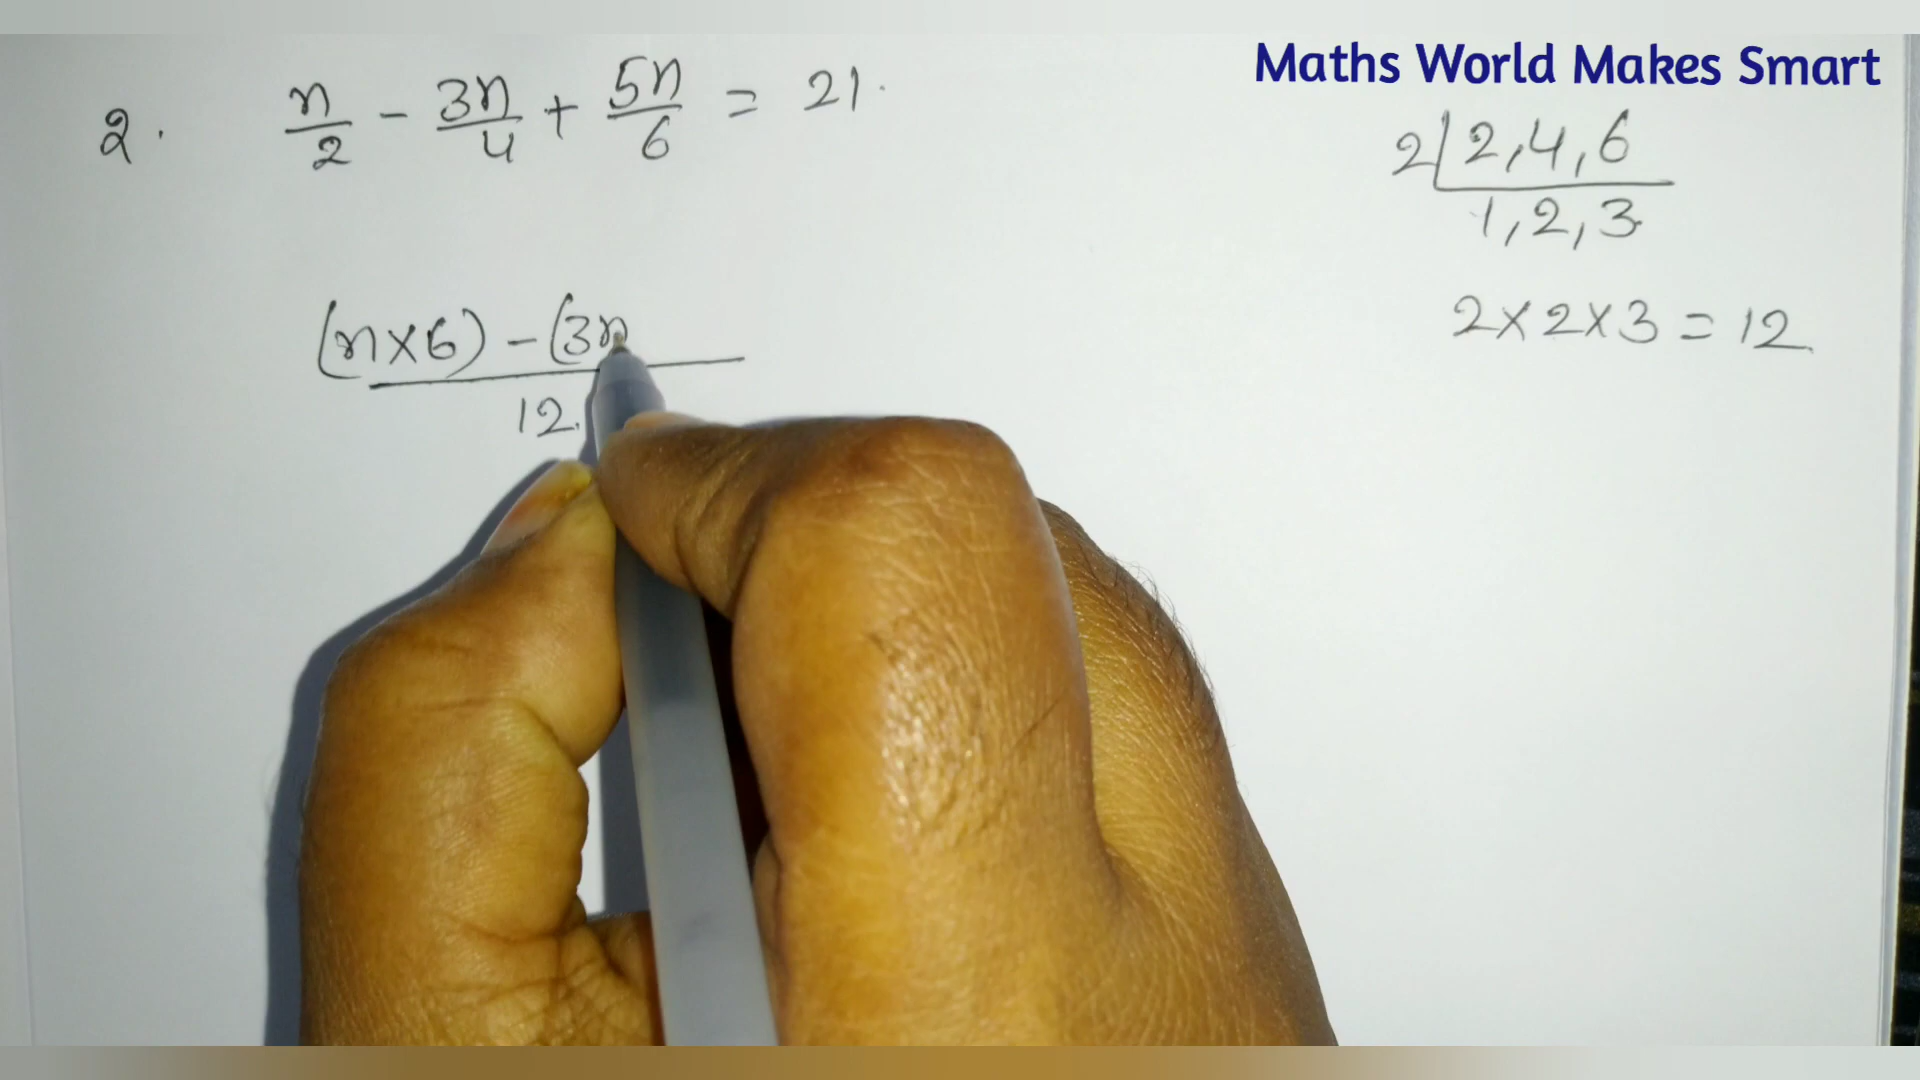 Maths World Makes Smart
2. n/2 - 3n/4 + 5n/6 = 21.
2 | 2, 4, 6
1, 2, 3
2 × 2 × 3 = 12
(n × 6) - (3n
12